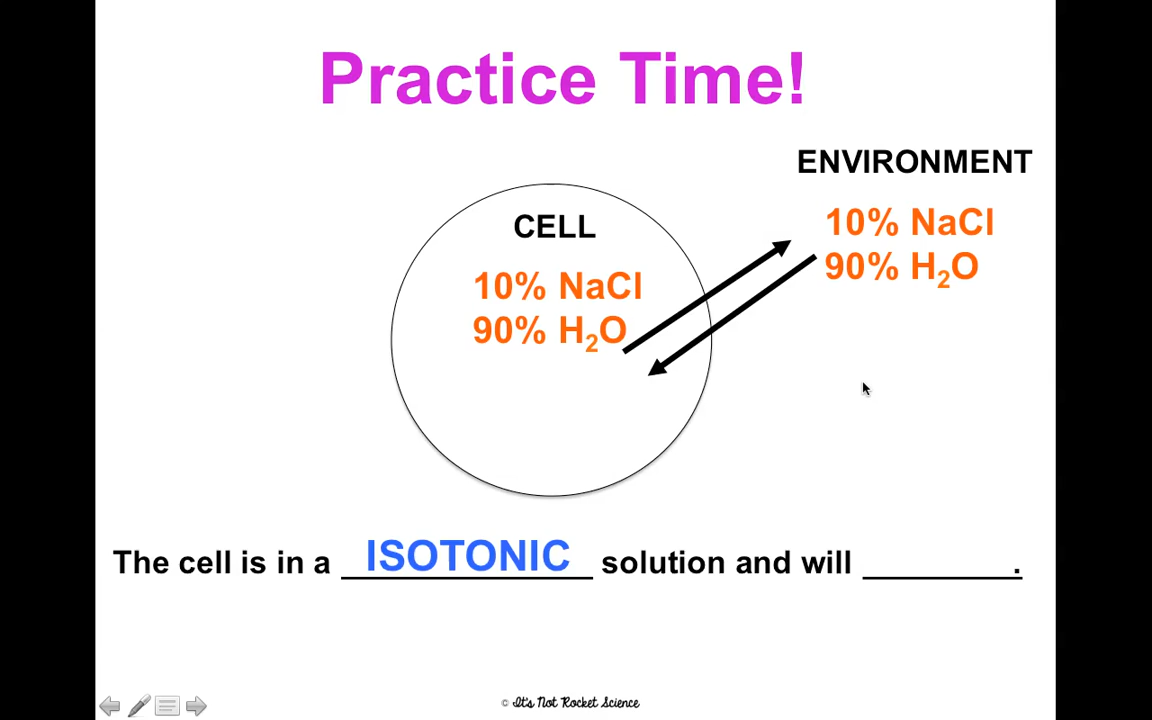 Practice Time!
ENVIRONMENT
10% NaCl
90% H₂O
CELL
10% NaCl
90% H₂O
The cell is in a ISOTONIC solution and will ________.
© It's Not Rocket Science